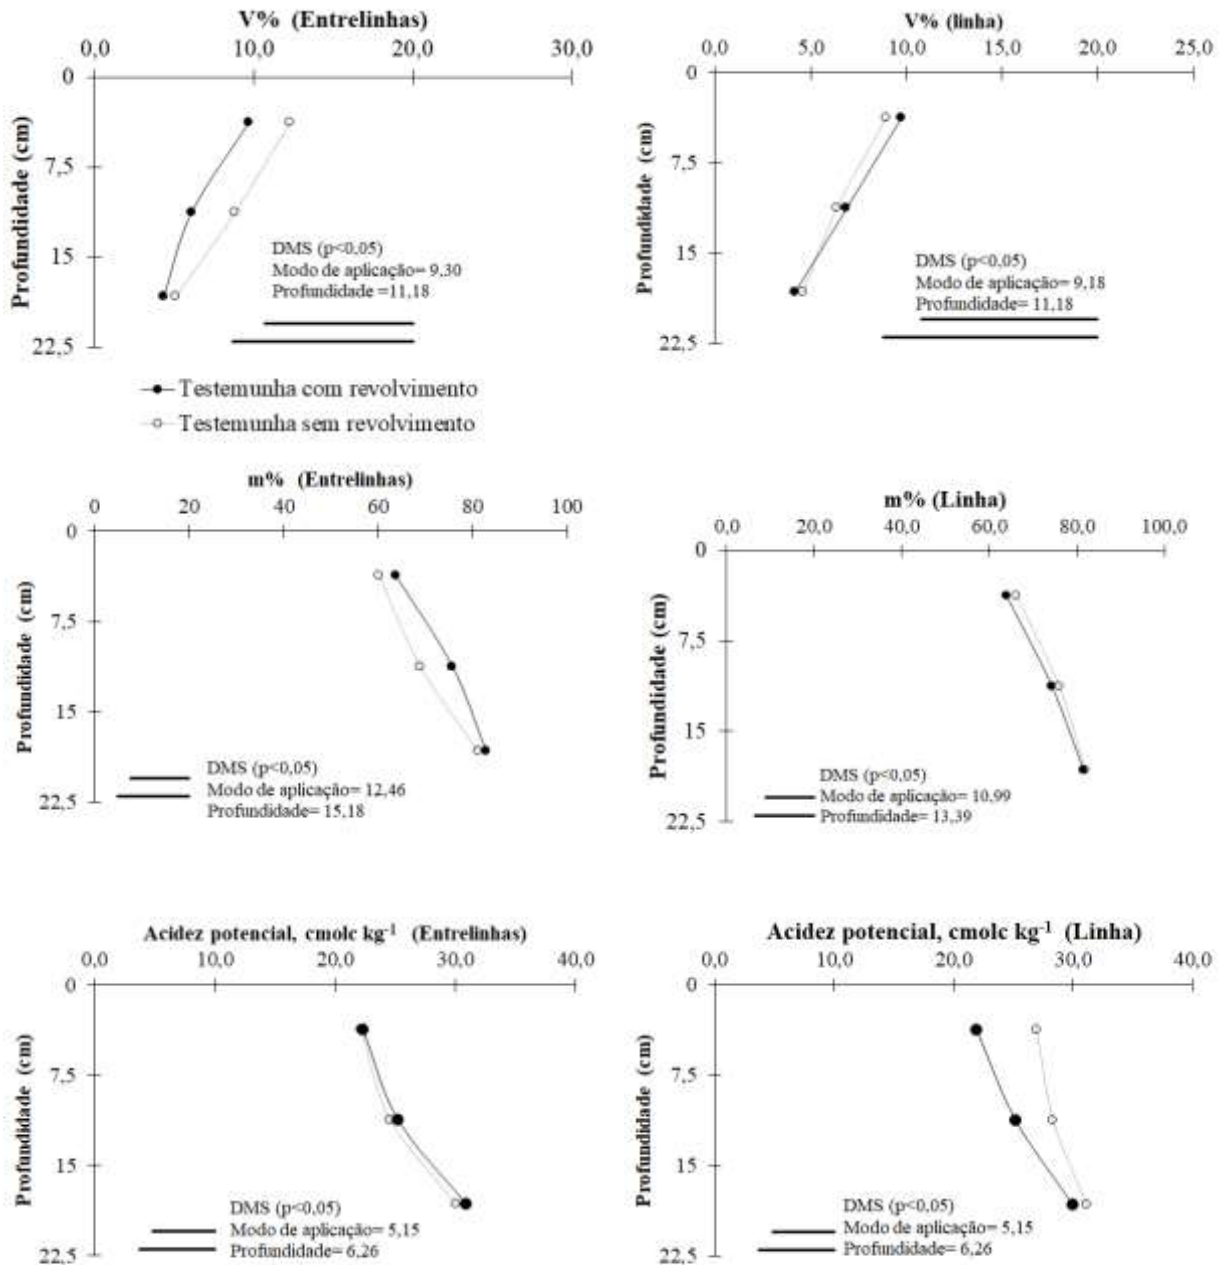 V% (Entrelinhas)
0,0 10,0 20,0 30,0
0
7,5
15
22,5
Profundidade (cm)
DMS (p<0,05)
Modo de aplicação= 9,30
Profundidade =11,18
V% (linha)
0,0 5,0 10,0 15,0 20,0 25,0
0
7,5
15
22,5
Profundidade (cm)
DMS (p<0,05)
Modo de aplicação= 9,18
Profundidade= 11,18
Testemunha com revolvimento
Testemunha sem revolvimento
m% (Entrelinhas)
0 20 40 60 80 100
0
7,5
15
22,5
Profundidade (cm)
DMS (p<0,05)
Modo de aplicação= 12,46
Profundidade= 15,18
m% (Linha)
0,0 20,0 40,0 60,0 80,0 100,0
0
7,5
15
22,5
Profundidade (cm)
DMS (p<0,05)
Modo de aplicação= 10,99
Profundidade= 13,39
Acidez potencial, cmolc kg⁻¹ (Entrelinhas)
0,0 10,0 20,0 30,0 40,0
0
7,5
15
22,5
Profundidade (cm)
DMS (p<0,05)
Modo de aplicação= 5,15
Profundidade= 6,26
Acidez potencial, cmolc kg⁻¹ (Linha)
0,0 10,0 20,0 30,0 40,0
0
7,5
15
22,5
Profundidade (cm)
DMS (p<0,05)
Modo de aplicação= 5,15
Profundidade= 6,26